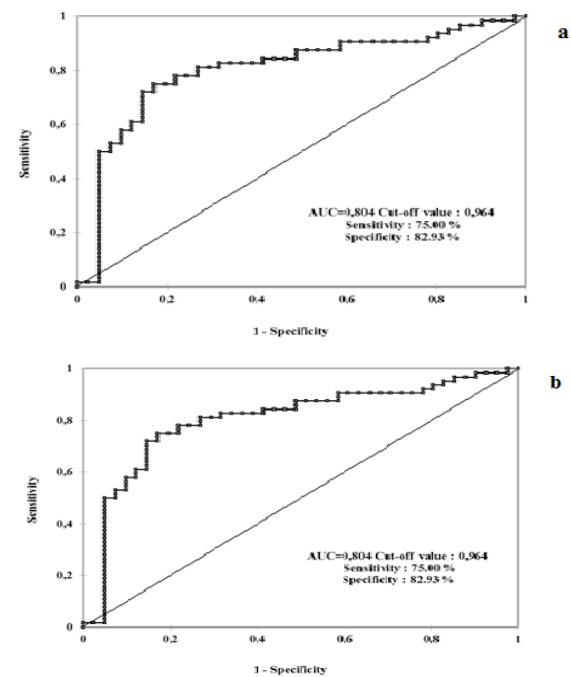 a
1
0,8
0,6
0,4
0,2
0
Sensitivity
AUC=0,804 Cut-off value : 0,964
Sensitivity : 75.00 %
Specificity : 82.93 %
0 0,2 0,4 0,6 0,8 1
1 - Specificity
b
1
0,8
0,6
0,4
0,2
0
Sensitivity
AUC=0,804 Cut-off value : 0,964
Sensitivity : 75.00 %
Specificity : 82.93 %
0 0,2 0,4 0,6 0,8 1
1 - Specificity